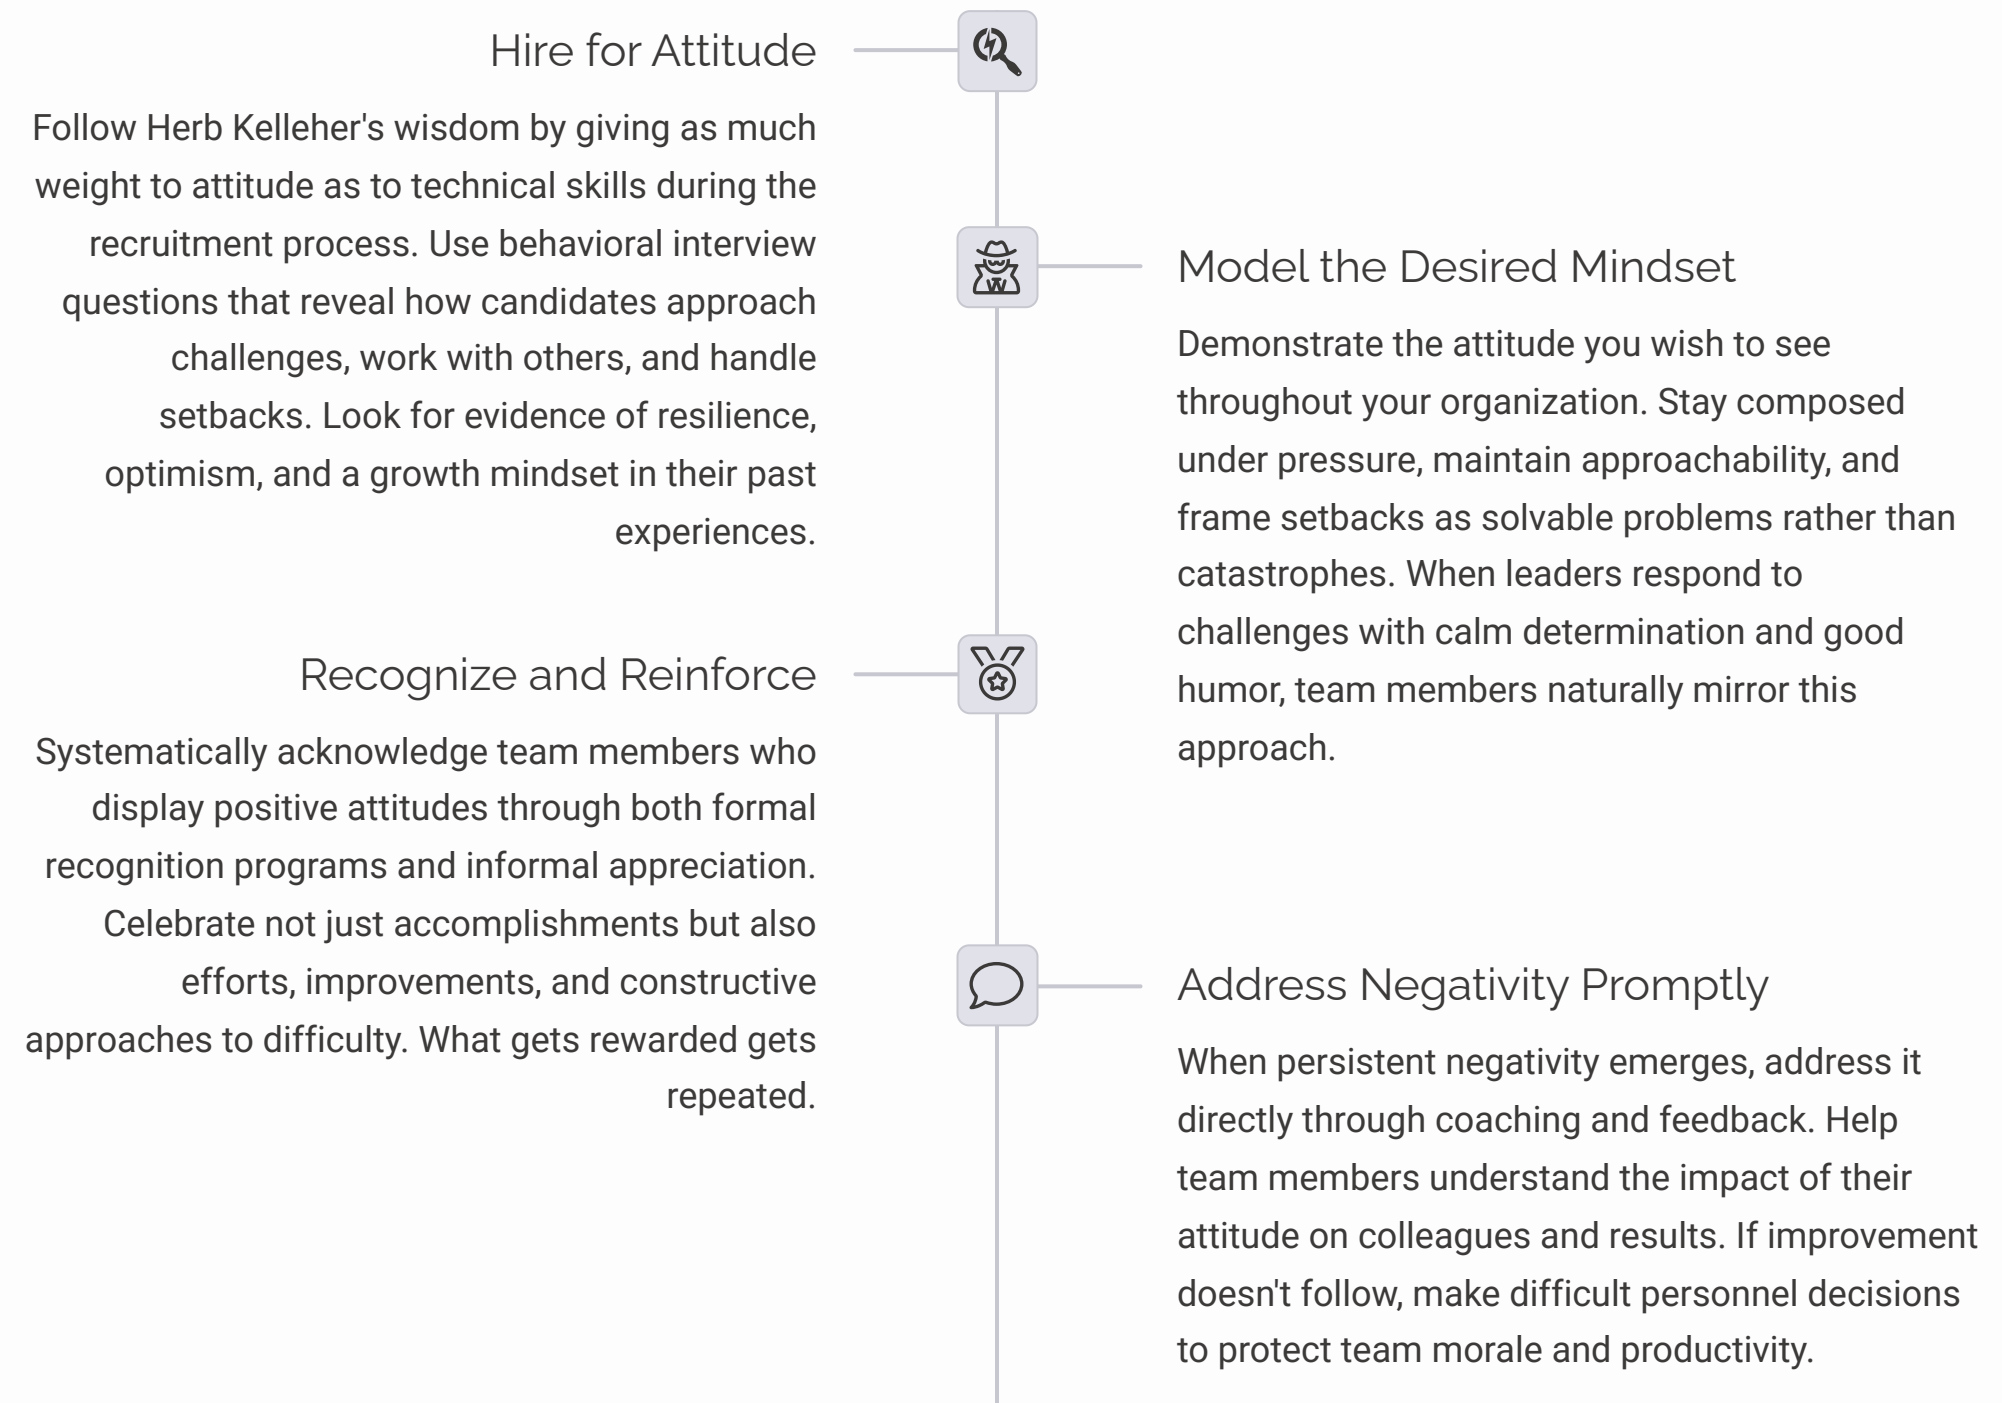 Hire for Attitude
Follow Herb Kelleher's wisdom by giving as much
weight to attitude as to technical skills during the
recruitment process. Use behavioral interview
questions that reveal how candidates approach
challenges, work with others, and handle
setbacks. Look for evidence of resilience,
optimism, and a growth mindset in their past
experiences.
Model the Desired Mindset
Demonstrate the attitude you wish to see
throughout your organization. Stay composed
under pressure, maintain approachability, and
frame setbacks as solvable problems rather than
catastrophes. When leaders respond to
challenges with calm determination and good
humor, team members naturally mirror this
approach.
Recognize and Reinforce
Systematically acknowledge team members who
display positive attitudes through both formal
recognition programs and informal appreciation.
Celebrate not just accomplishments but also
efforts, improvements, and constructive
approaches to difficulty. What gets rewarded gets
repeated.
Address Negativity Promptly
When persistent negativity emerges, address it
directly through coaching and feedback. Help
team members understand the impact of their
attitude on colleagues and results. If improvement
doesn't follow, make difficult personnel decisions
to protect team morale and productivity.